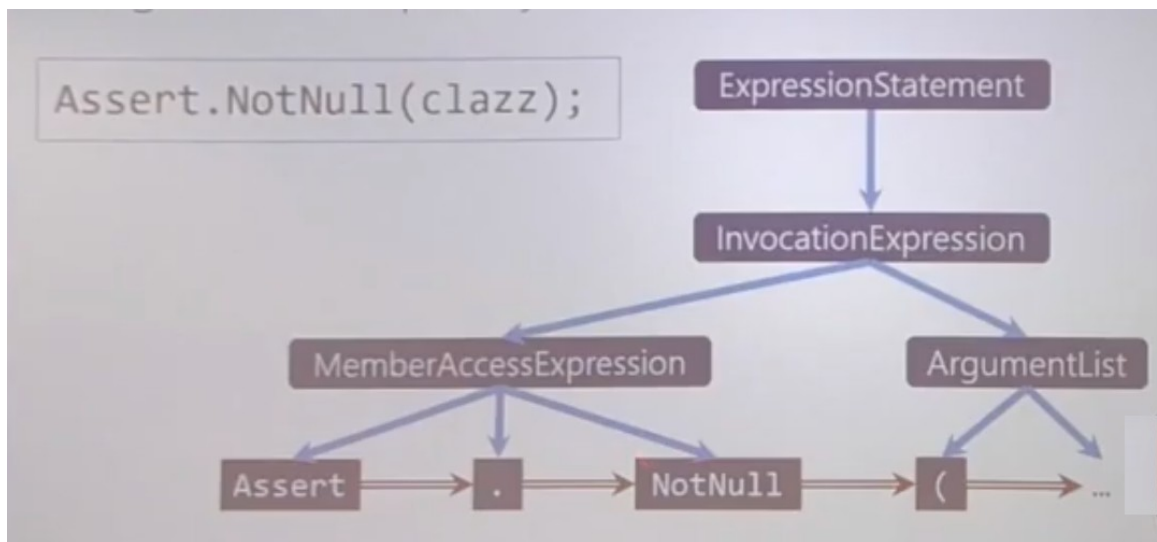 Assert.NotNull(clazz);
ExpressionStatement
InvocationExpression
MemberAccessExpression
ArgumentList
Assert . NotNull ( ...